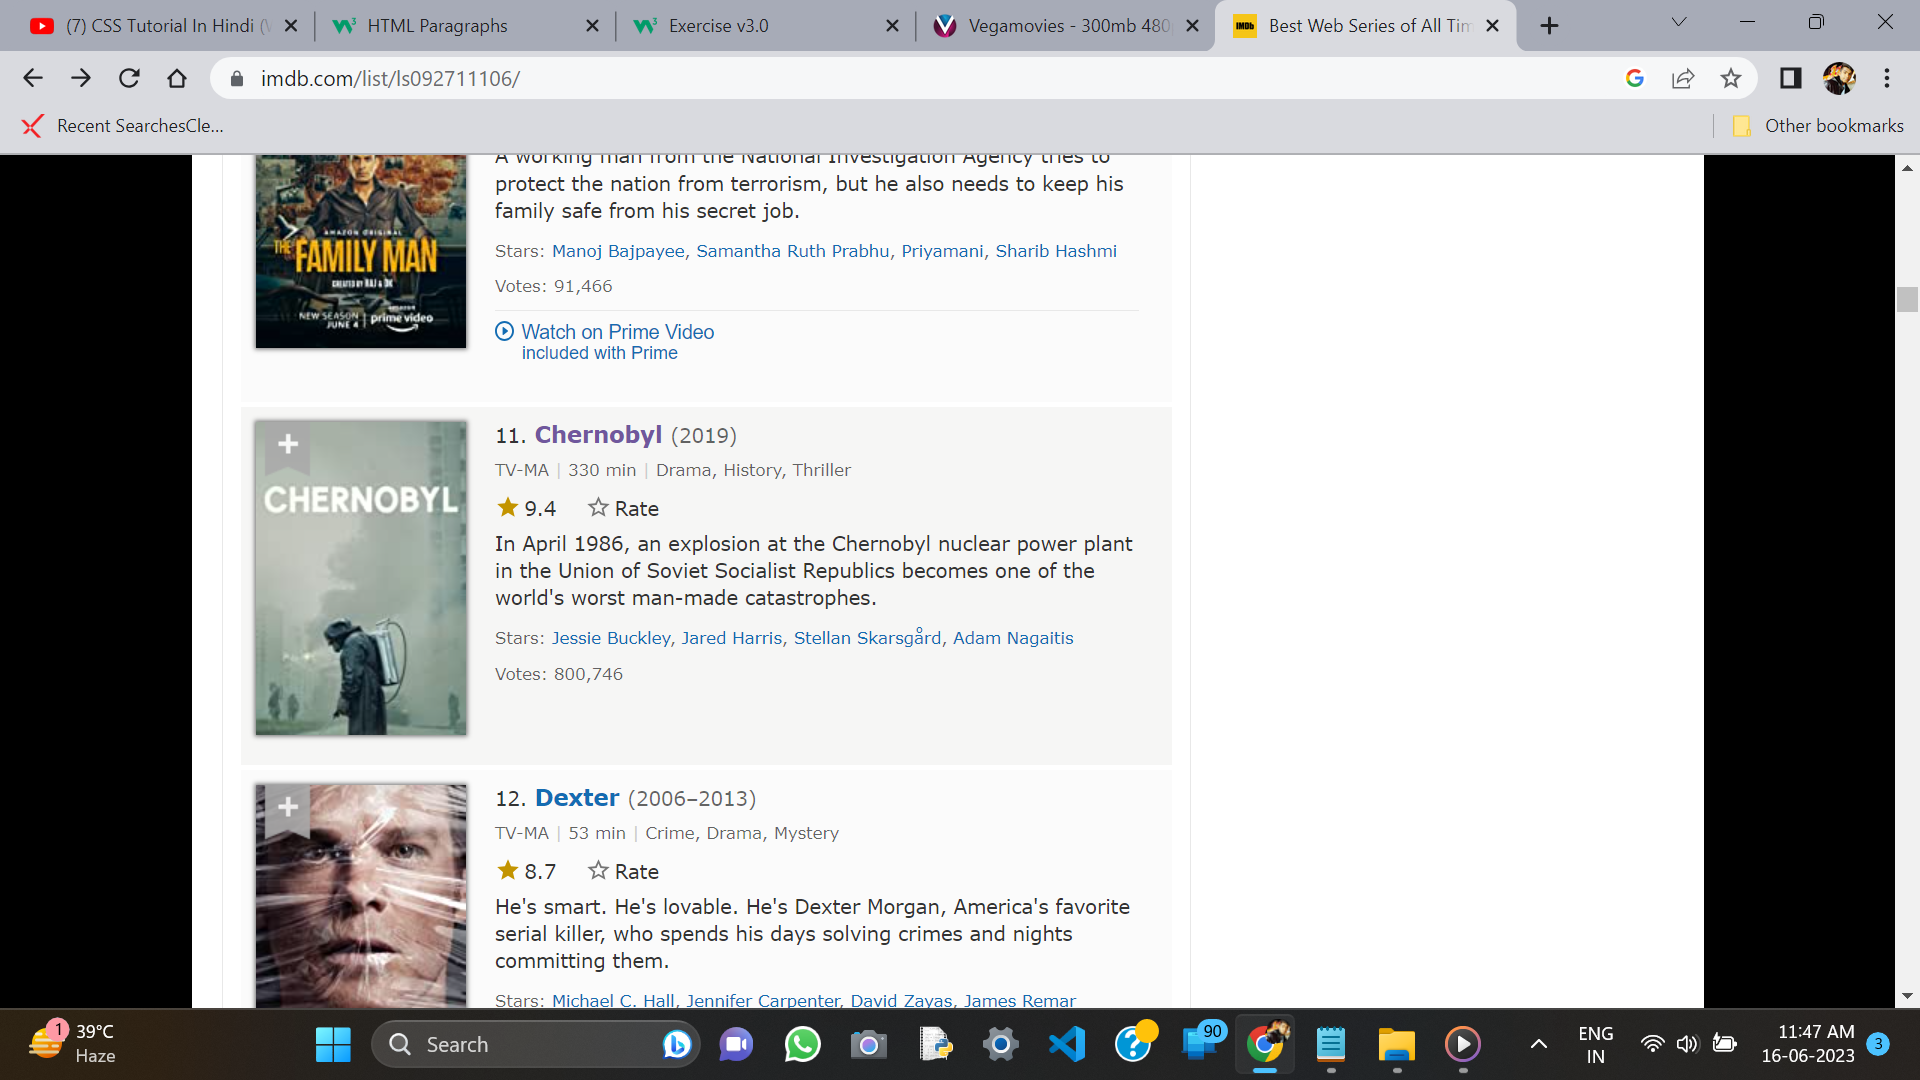 (7) CSS Tutorial In Hindi
HTML Paragraphs
Exercise v3.0
Vegamovies - 300mb 480
IMDb
Best Web Series of All Tim
imdb.com/list/ls092711106/
Recent SearchesCle...
Other bookmarks
A working man from the National Investigation Agency tries to
protect the nation from terrorism, but he also needs to keep his
family safe from his secret job.
Stars: Manoj Bajpayee, Samantha Ruth Prabhu, Priyamani, Sharib Hashmi
Votes: 91,466
Watch on Prime Video
included with Prime
AMAZON ORIGINAL
THE FAMILY MAN
CREATED BY RAJ & DK
NEW SEASON
JUNE 4
prime video
11. Chernobyl (2019)
TV-MA | 330 min | Drama, History, Thriller
9.4 Rate
In April 1986, an explosion at the Chernobyl nuclear power plant
in the Union of Soviet Socialist Republics becomes one of the
world's worst man-made catastrophes.
Stars: Jessie Buckley, Jared Harris, Stellan Skarsgård, Adam Nagaitis
Votes: 800,746
CHERNOBYL
12. Dexter (2006–2013)
TV-MA | 53 min | Crime, Drama, Mystery
8.7 Rate
He's smart. He's lovable. He's Dexter Morgan, America's favorite
serial killer, who spends his days solving crimes and nights
committing them.
Stars: Michael C. Hall, Jennifer Carpenter, David Zayas, James Remar
1
39°C
Haze
Search
90
ENG
IN
11:47 AM
16-06-2023
3